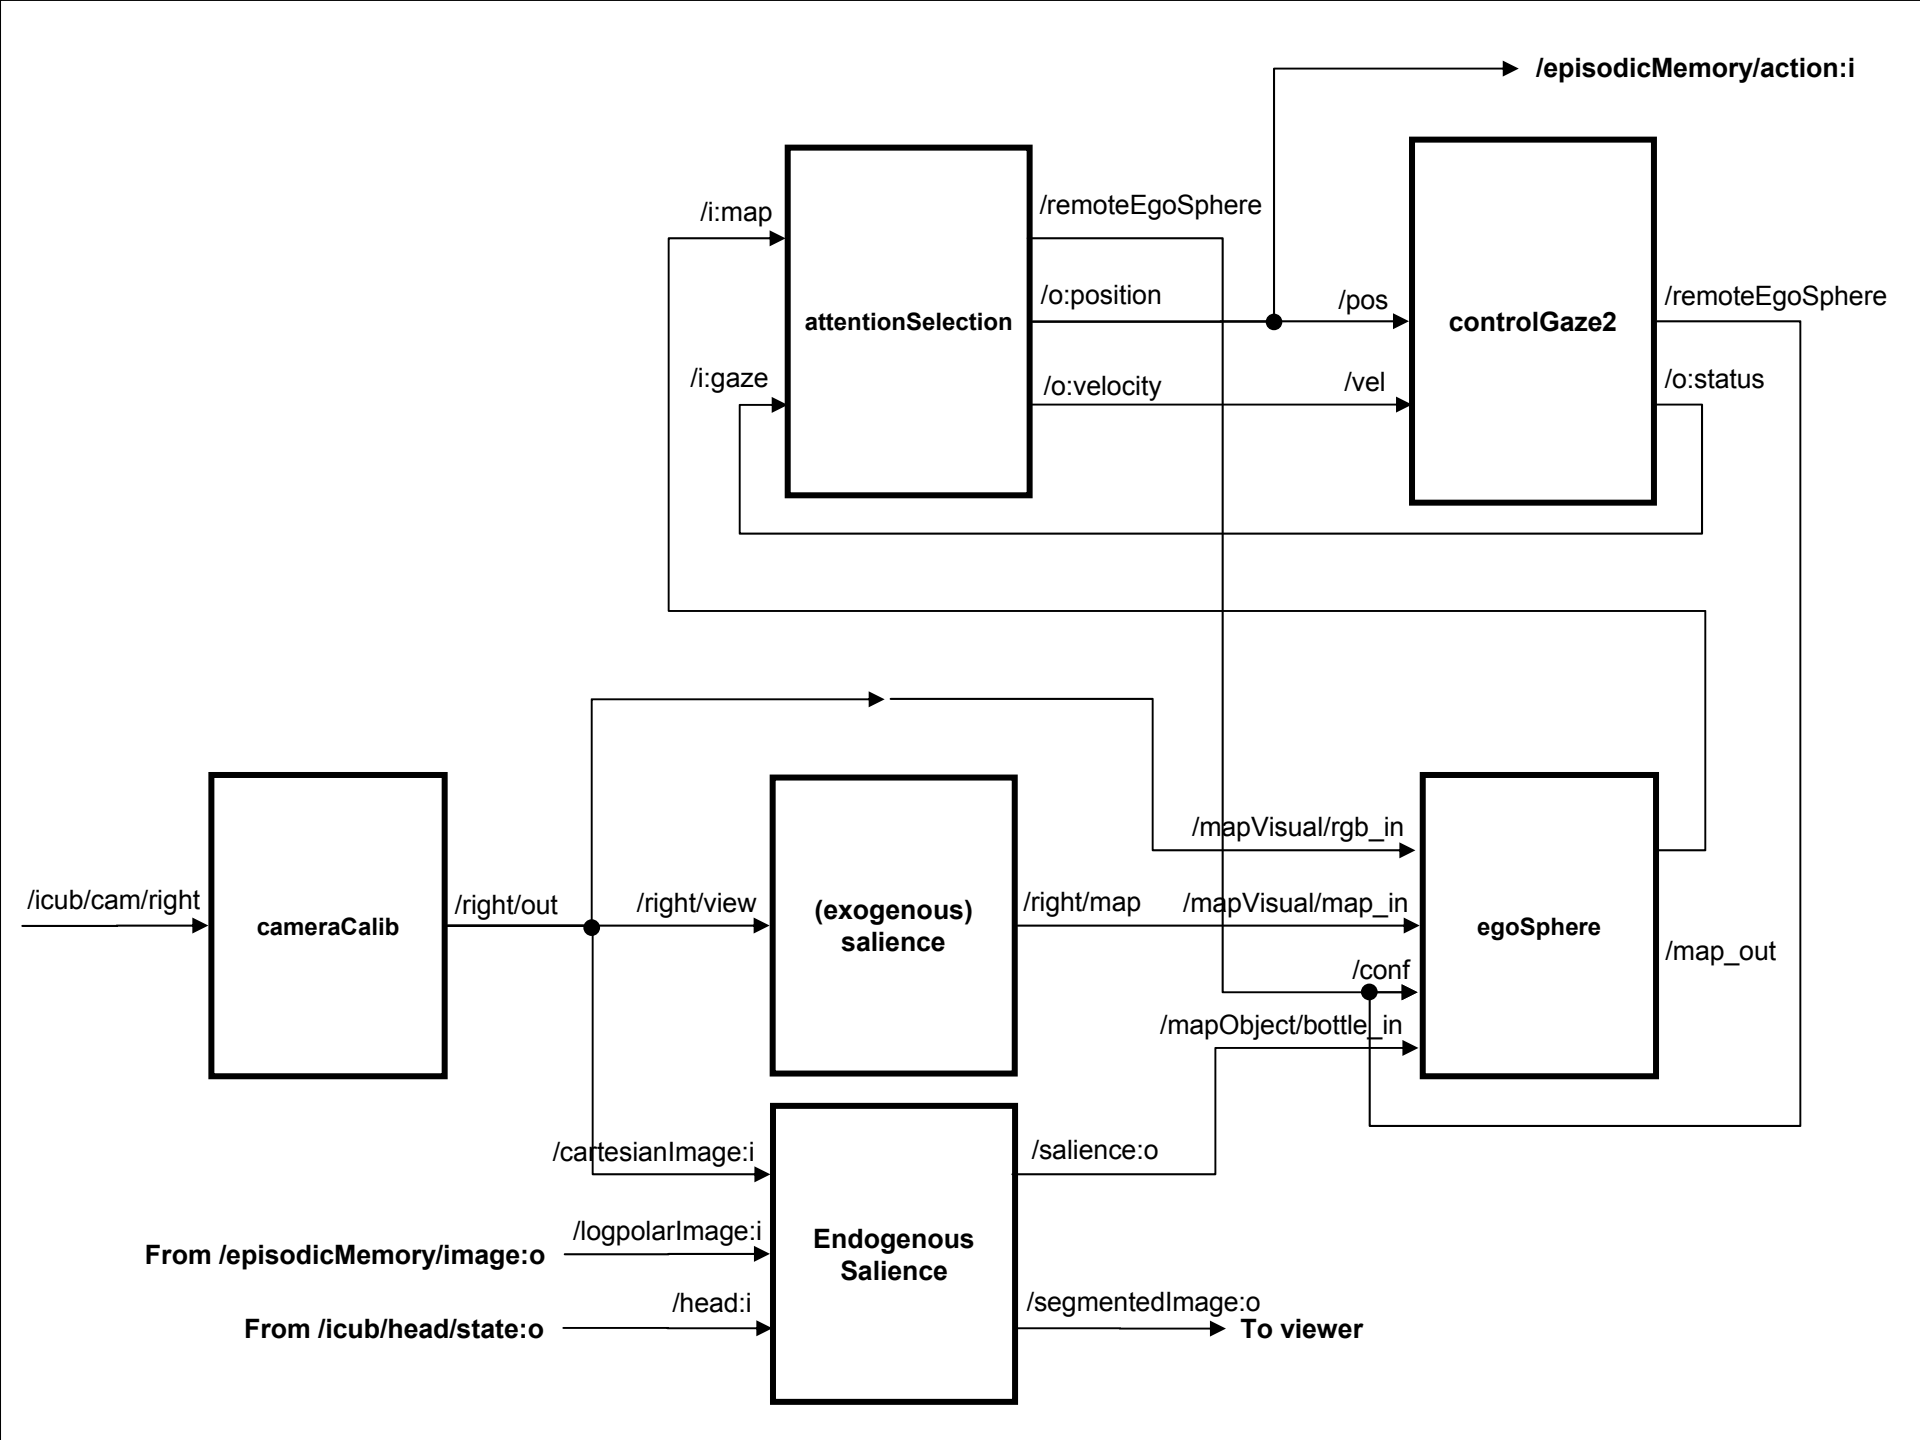 /episodicMemory/action:i
/i:map
/remoteEgoSphere
/o:position
/pos
/remoteEgoSphere
attentionSelection
controlGaze2
/i:gaze
/o:velocity
/vel
/o:status
/mapVisual/rgb_in
/icub/cam/right
cameraCalib
/right/out
/right/view
(exogenous)
salience
/right/map
/mapVisual/map_in
egoSphere
/map_out
/conf
/mapObject/bottle_in
/cartesianImage:i
/salience:o
/logpolarImage:i
From /episodicMemory/image:o
Endogenous
Salience
/head:i
/segmentedImage:o
From /icub/head/state:o
To viewer